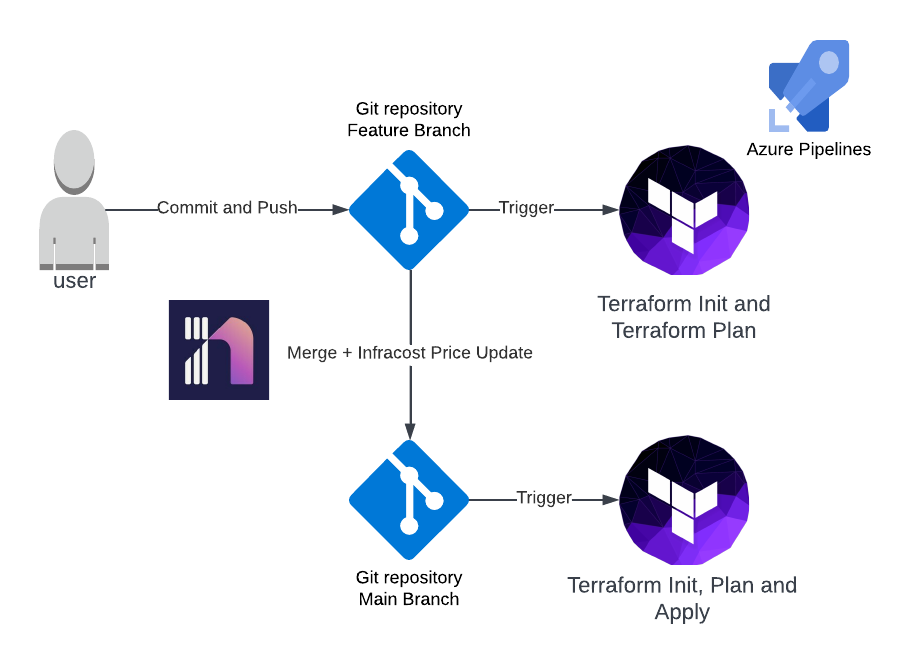 Git repository
Feature Branch
Azure Pipelines
Commit and Push
Trigger
user
Terraform Init and
Terraform Plan
Merge + Infracost Price Update
Trigger
Git repository
Main Branch
Terraform Init, Plan and
Apply